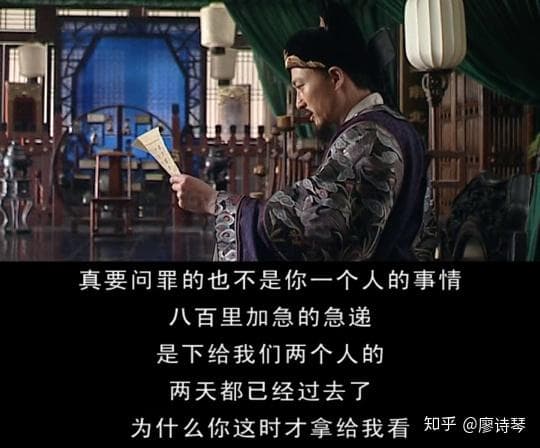 真要问罪的也不是你一个人的事情
八百里加急的急递
是下给我们两个人的
两天都已经过去了
为什么你这时才拿给我看
知乎 @廖诗琴